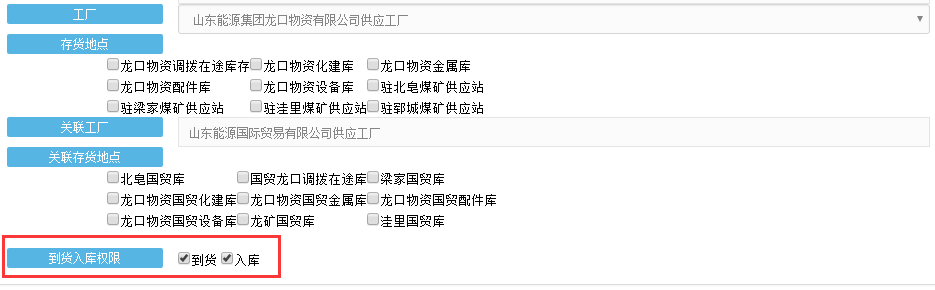 工厂 山东能源集团龙口物资有限公司供应工厂
存货地点
龙口物资调拨在途库存 龙口物资化建库 龙口物资金属库
龙口物资配件库 龙口物资设备库 驻北皂煤矿供应站
驻梁家煤矿供应站 驻洼里煤矿供应站 驻郓城煤矿供应站
关联工厂 山东能源国际贸易有限公司供应工厂
关联存货地点
北皂国贸库 国贸龙口调拨在途库 梁家国贸库
龙口物资国贸化建库 龙口物资国贸金属库 龙口物资国贸配件库
龙口物资国贸设备库 龙矿国贸库 洼里国贸库
到货入库权限 到货 入库